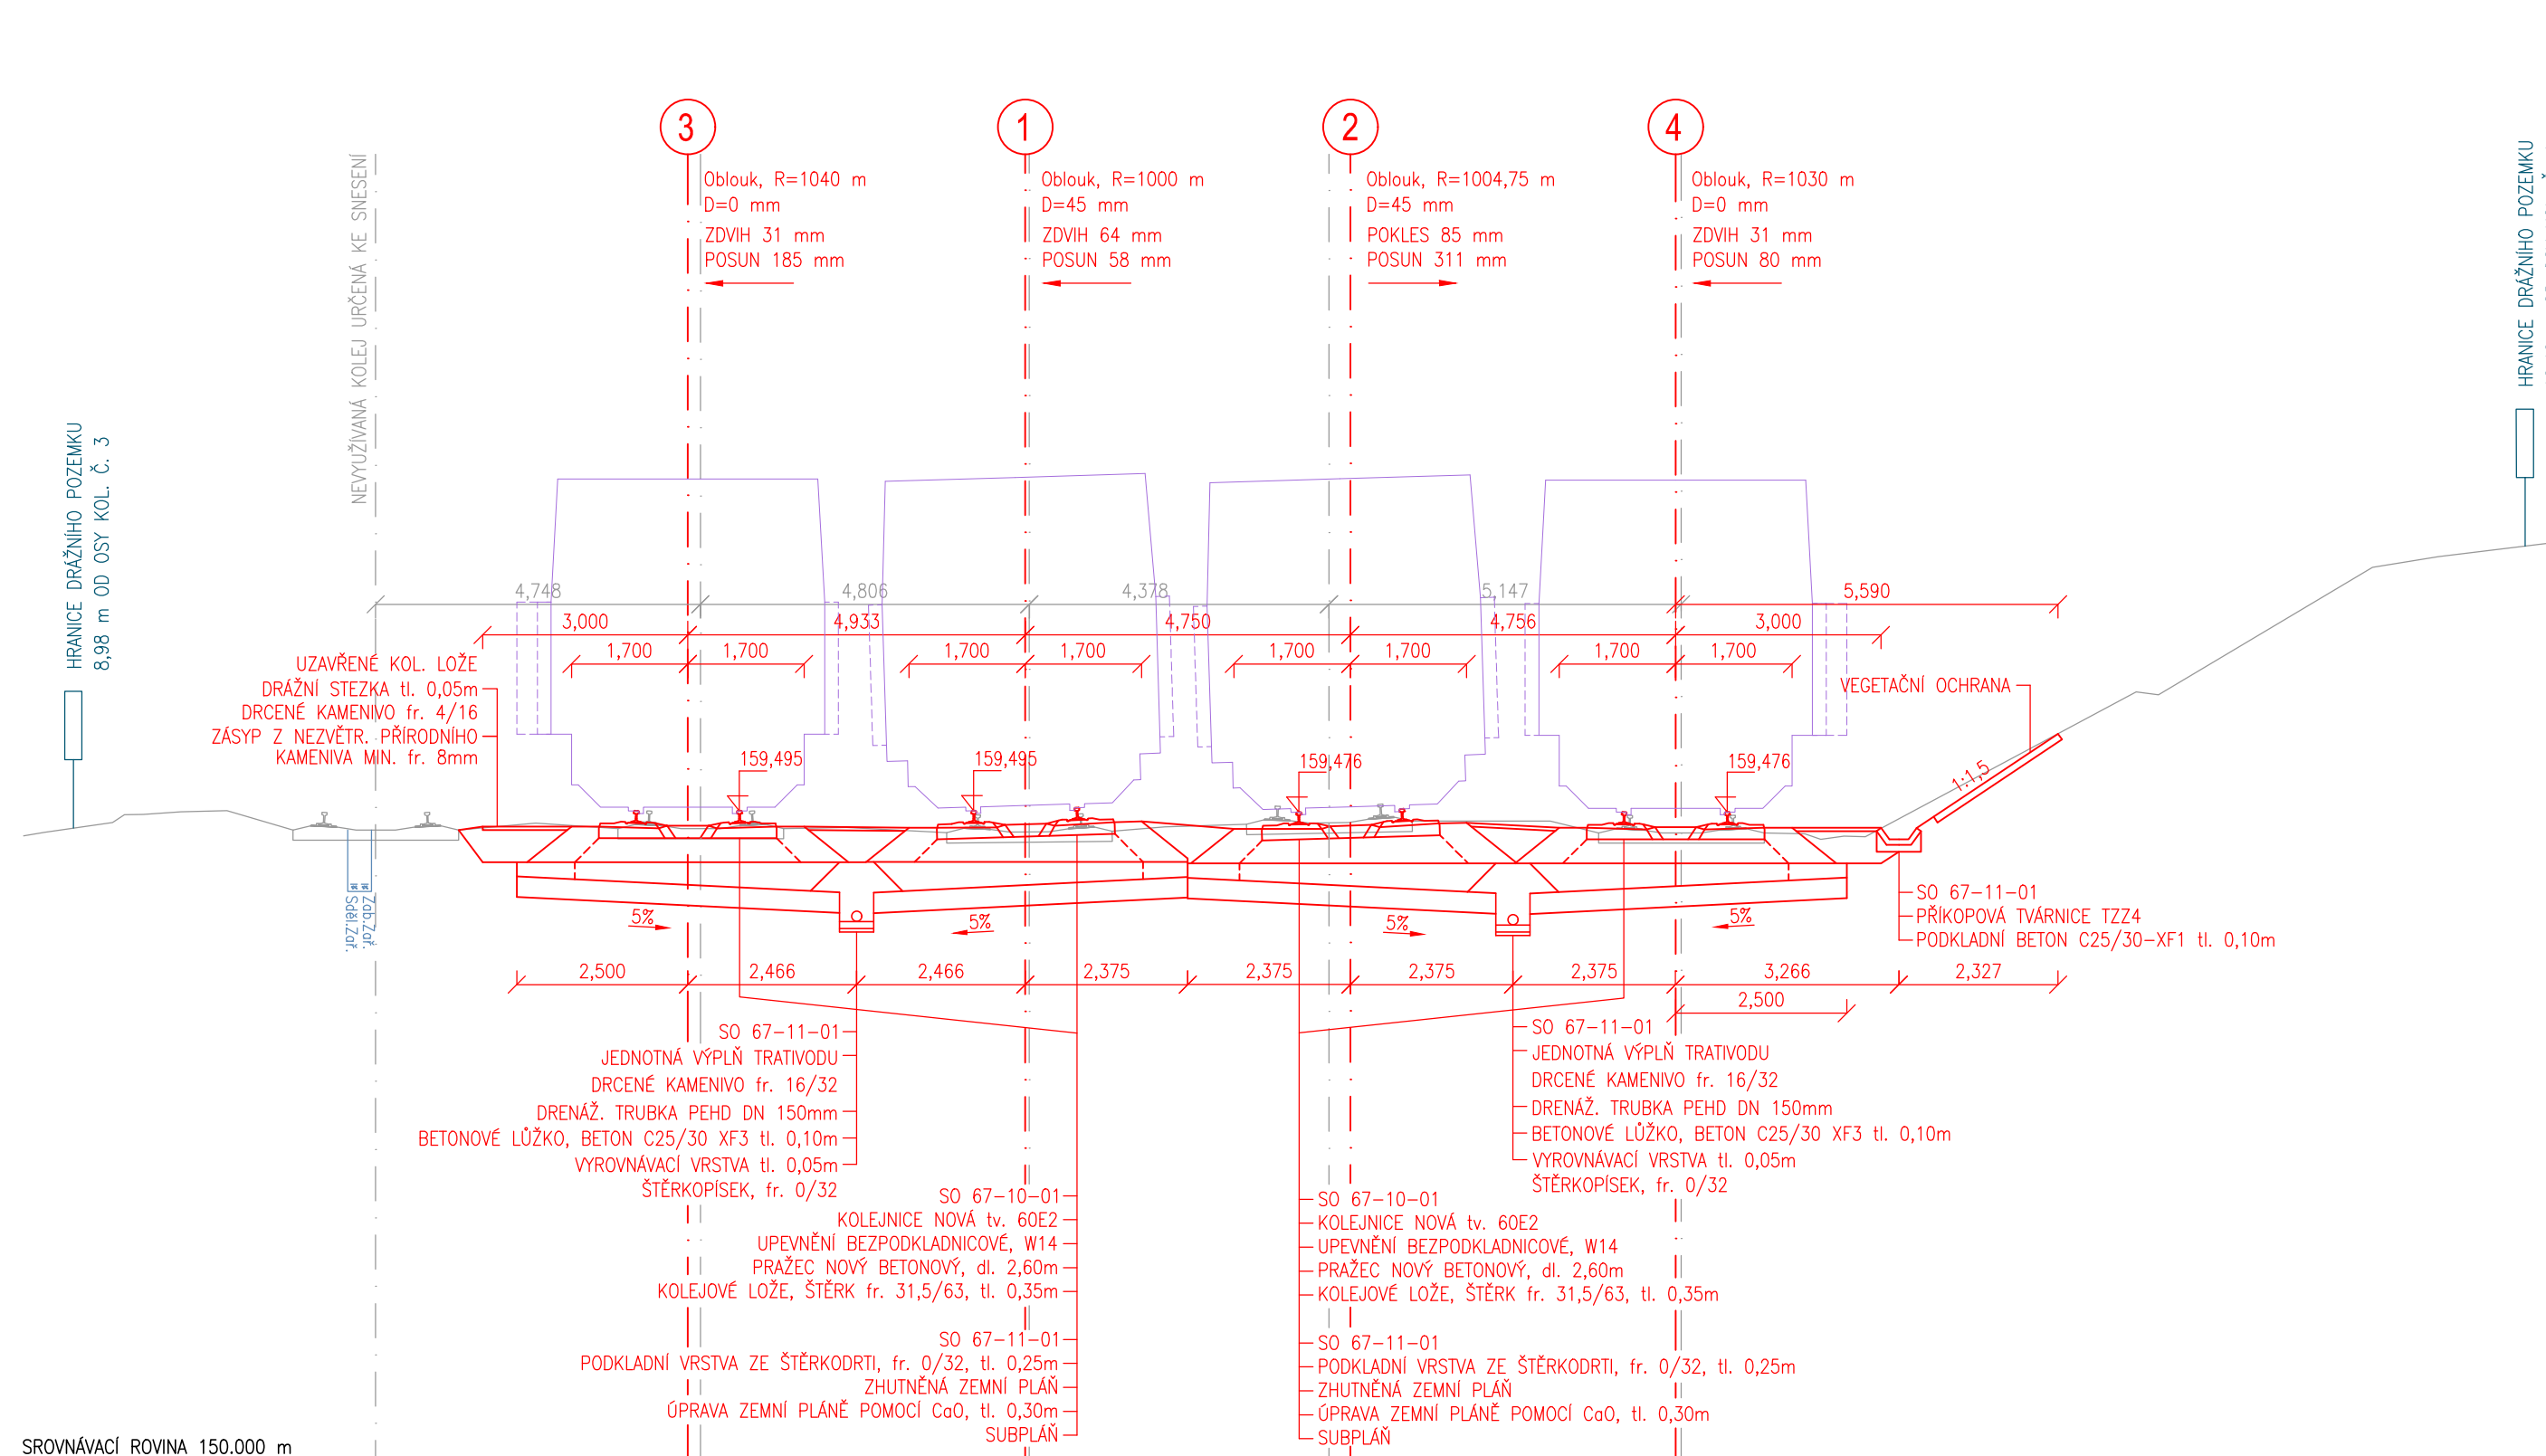 3
1
2
4
Oblouk, R=1040 m
D=0 mm
ZDVIH 31 mm
POSUN 185 mm
Oblouk, R=1000 m
D=45 mm
ZDVIH 64 mm
POSUN 58 mm
Oblouk, R=1004,75 m
D=45 mm
POKLES 85 mm
POSUN 311 mm
Oblouk, R=1030 m
D=0 mm
ZDVIH 31 mm
POSUN 80 mm
HRANICE DRÁŽNÍHO POZEMKU
8,98 m OD OSY KOL. Č. 3
NEVYUŽÍVANÁ KOLEJ URČENÁ KE SNESENÍ
HRANICE DRÁŽNÍHO POZEMKU
4,748
4,806
4,378
5,147
5,590
3,000
4,933
4,750
4,756
3,000
1,700
1,700
1,700
1,700
1,700
1,700
1,700
1,700
UZAVŘENÉ KOL. LOŽE
DRÁŽNÍ STEZKA tl. 0,05m
DRCENÉ KAMENIVO fr. 4/16
ZÁSYP Z NEZVĚTR. PŘÍRODNÍHO
KAMENIVA MIN. fr. 8mm
VEGETAČNÍ OCHRANA
159,495
159,495
159,476
159,476
1:1,5
Zab.Zař.
Sděl.Zař.
5%
5%
5%
5%
SO 67-11-01
PŘÍKOPOVÁ TVÁRNICE TZZ4
PODKLADNÍ BETON C25/30-XF1 tl. 0,10m
2,500
2,466
2,466
2,375
2,375
2,375
2,375
3,266
2,327
2,500
SO 67-11-01
JEDNOTNÁ VÝPLŇ TRATIVODU
DRCENÉ KAMENIVO fr. 16/32
DRENÁŽ. TRUBKA PEHD DN 150mm
BETONOVÉ LŮŽKO, BETON C25/30 XF3 tl. 0,10m
VYROVNÁVACÍ VRSTVA tl. 0,05m
ŠTĚRKOPÍSEK, fr. 0/32
SO 67-11-01
JEDNOTNÁ VÝPLŇ TRATIVODU
DRCENÉ KAMENIVO fr. 16/32
DRENÁŽ. TRUBKA PEHD DN 150mm
BETONOVÉ LŮŽKO, BETON C25/30 XF3 tl. 0,10m
VYROVNÁVACÍ VRSTVA tl. 0,05m
ŠTĚRKOPÍSEK, fr. 0/32
SO 67-10-01
KOLEJNICE NOVÁ tv. 60E2
UPEVNĚNÍ BEZPODKLADNICOVÉ, W14
PRAŽEC NOVÝ BETONOVÝ, dl. 2,60m
KOLEJOVÉ LOŽE, ŠTĚRK fr. 31,5/63, tl. 0,35m
SO 67-11-01
PODKLADNÍ VRSTVA ZE ŠTĚRKODRTI, fr. 0/32, tl. 0,25m
ZHUTNĚNÁ ZEMNÍ PLÁŇ
ÚPRAVA ZEMNÍ PLÁNĚ POMOCÍ CaO, tl. 0,30m
SUBPLÁŇ
SO 67-10-01
KOLEJNICE NOVÁ tv. 60E2
UPEVNĚNÍ BEZPODKLADNICOVÉ, W14
PRAŽEC NOVÝ BETONOVÝ, dl. 2,60m
KOLEJOVÉ LOŽE, ŠTĚRK fr. 31,5/63, tl. 0,35m
SO 67-11-01
PODKLADNÍ VRSTVA ZE ŠTĚRKODRTI, fr. 0/32, tl. 0,25m
ZHUTNĚNÁ ZEMNÍ PLÁŇ
ÚPRAVA ZEMNÍ PLÁNĚ POMOCÍ CaO, tl. 0,30m
SUBPLÁŇ
SROVNÁVACÍ ROVINA 150.000 m